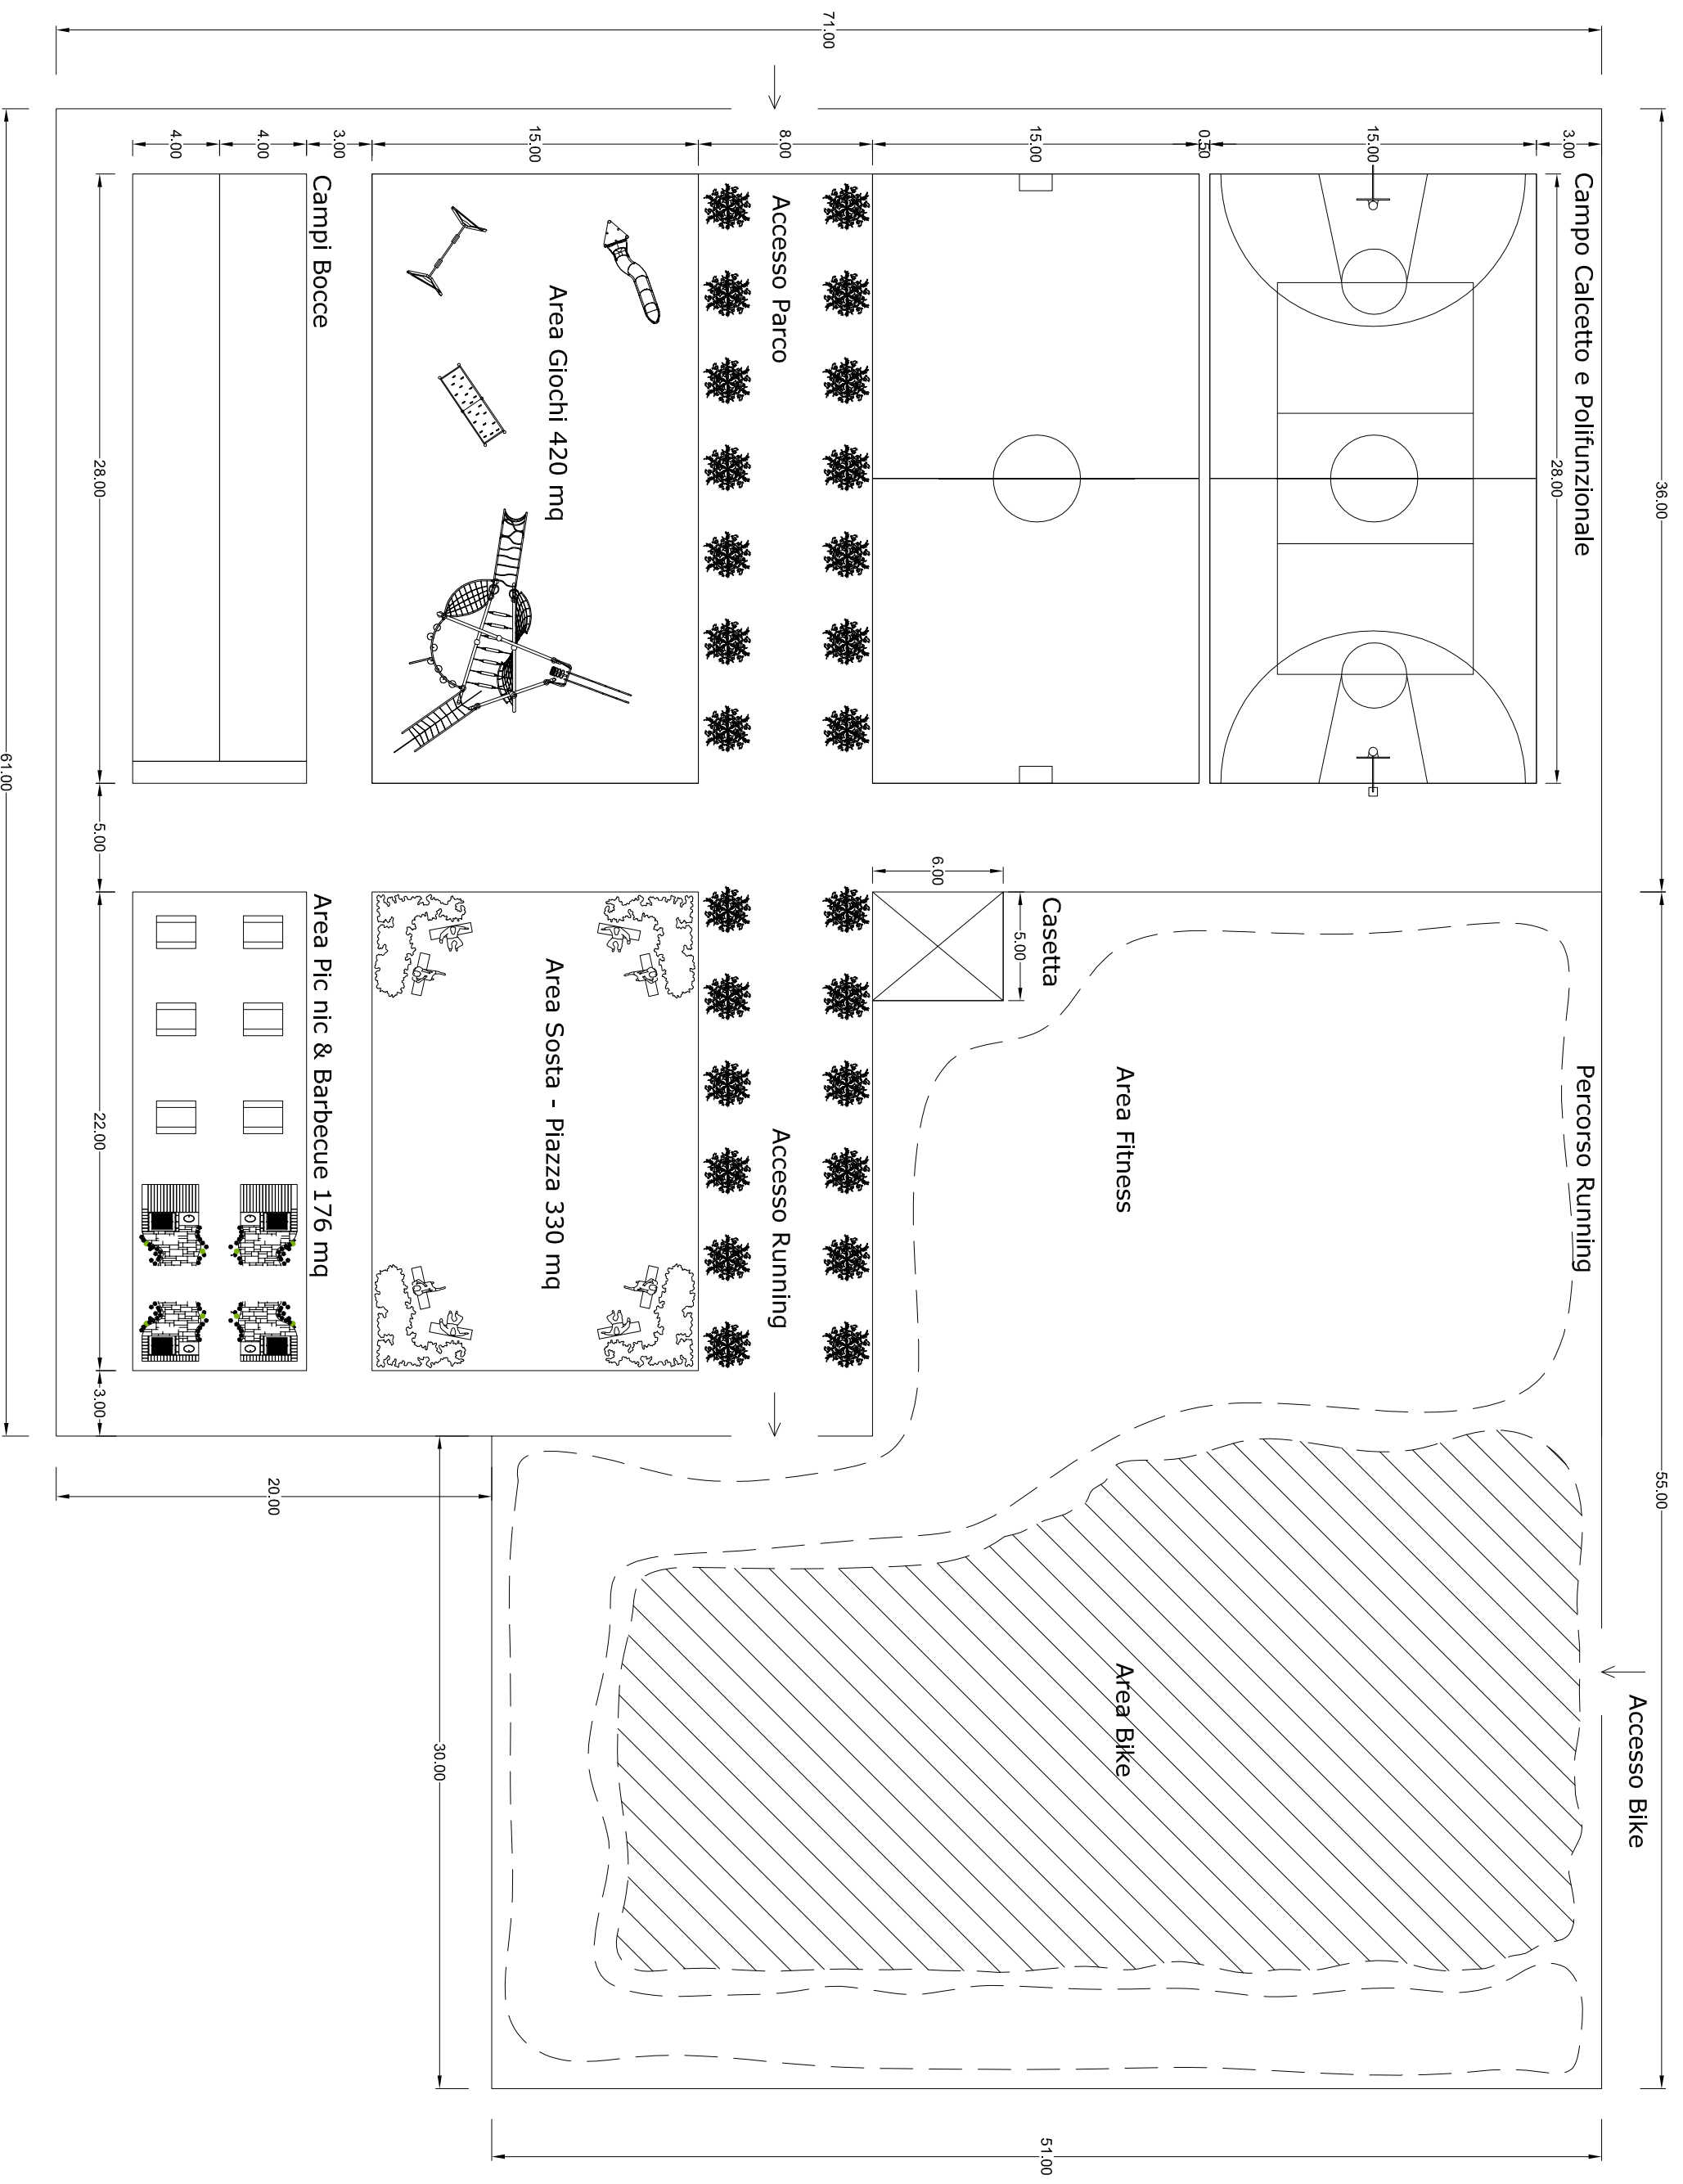 36.00
55.00
Accesso Bike
Campo Calcetto e Polifunzionale
Percorso Running
3.00
28.00
15.00
0.50
Area Fitness
Area Bike
Casetta
51.00
15.00
5.00
6.00
71.00
8.00
Accesso Parco
Accesso Running
Area Giochi 420 mq
Area Sosta - Piazza 330 mq
15.00
30.00
3.00
Campi Bocce
Area Pic nic & Barbecue 176 mq
20.00
4.00
4.00
28.00
5.00
22.00
3.00
61.00